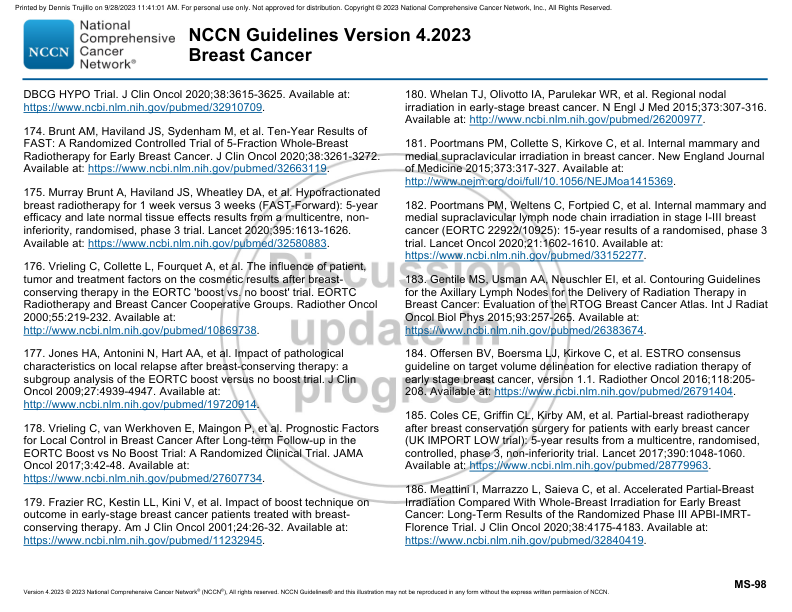 Printed by Dennis Trujillo on 9/28/2023 11:41:01 AM. For personal use only. Not approved for distribution. Copyright © 2023 National Comprehensive Cancer Network, Inc., All Rights Reserved.
NCCN
National
Comprehensive
Cancer
Network®
NCCN Guidelines Version 4.2023
Breast Cancer
DBCG HYPO Trial. J Clin Oncol 2020;38:3615-3625. Available at:
https://www.ncbi.nlm.nih.gov/pubmed/32910709.
174. Brunt AM, Haviland JS, Sydenham M, et al. Ten-Year Results of
FAST: A Randomized Controlled Trial of 5-Fraction Whole-Breast
Radiotherapy for Early Breast Cancer. J Clin Oncol 2020;38:3261-3272.
Available at: https://www.ncbi.nlm.nih.gov/pubmed/32663119.
175. Murray Brunt A, Haviland JS, Wheatley DA, et al. Hypofractionated
breast radiotherapy for 1 week versus 3 weeks (FAST-Forward): 5-year
efficacy and late normal tissue effects results from a multicentre, non-
inferiority, randomised, phase 3 trial. Lancet 2020;395:1613-1626.
Available at: https://www.ncbi.nlm.nih.gov/pubmed/32580883.
176. Vrieling C, Collette L, Fourquet A, et al. The influence of patient,
tumor and treatment factors on the cosmetic results after breast-
conserving therapy in the EORTC 'boost vs. no boost' trial. EORTC
Radiotherapy and Breast Cancer Cooperative Groups. Radiother Oncol
2000;55:219-232. Available at:
http://www.ncbi.nlm.nih.gov/pubmed/10869738.
177. Jones HA, Antonini N, Hart AA, et al. Impact of pathological
characteristics on local relapse after breast-conserving therapy: a
subgroup analysis of the EORTC boost versus no boost trial. J Clin
Oncol 2009;27:4939-4947. Available at:
http://www.ncbi.nlm.nih.gov/pubmed/19720914.
178. Vrieling C, van Werkhoven E, Maingon P, et al. Prognostic Factors
for Local Control in Breast Cancer After Long-term Follow-up in the
EORTC Boost vs No Boost Trial: A Randomized Clinical Trial. JAMA
Oncol 2017;3:42-48. Available at:
https://www.ncbi.nlm.nih.gov/pubmed/27607734.
179. Frazier RC, Kestin LL, Kini V, et al. Impact of boost technique on
outcome in early-stage breast cancer patients treated with breast-
conserving therapy. Am J Clin Oncol 2001;24:26-32. Available at:
https://www.ncbi.nlm.nih.gov/pubmed/11232945.
180. Whelan TJ, Olivotto IA, Parulekar WR, et al. Regional nodal
irradiation in early-stage breast cancer. N Engl J Med 2015;373:307-316.
Available at: http://www.ncbi.nlm.nih.gov/pubmed/26200977.
181. Poortmans PM, Collette S, Kirkove C, et al. Internal mammary and
medial supraclavicular irradiation in breast cancer. New England Journal
of Medicine 2015;373:317-327. Available at:
http://www.nejm.org/doi/full/10.1056/NEJMoa1415369.
182. Poortmans PM, Weltens C, Fortpied C, et al. Internal mammary and
medial supraclavicular lymph node chain irradiation in stage I-III breast
cancer (EORTC 22922/10925): 15-year results of a randomised, phase 3
trial. Lancet Oncol 2020;21:1602-1610. Available at:
https://www.ncbi.nlm.nih.gov/pubmed/33152277.
183. Gentile MS, Usman AA, Neuschler EI, et al. Contouring Guidelines
for the Axillary Lymph Nodes for the Delivery of Radiation Therapy in
Breast Cancer: Evaluation of the RTOG Breast Cancer Atlas. Int J Radiat
Oncol Biol Phys 2015;93:257-265. Available at:
https://www.ncbi.nlm.nih.gov/pubmed/26383674.
184. Offersen BV, Boersma LJ, Kirkove C, et al. ESTRO consensus
guideline on target volume delineation for elective radiation therapy of
early stage breast cancer, version 1.1. Radiother Oncol 2016;118:205-
208. Available at: https://www.ncbi.nlm.nih.gov/pubmed/26791404.
185. Coles CE, Griffin CL, Kirby AM, et al. Partial-breast radiotherapy
after breast conservation surgery for patients with early breast cancer
(UK IMPORT LOW trial): 5-year results from a multicentre, randomised,
controlled, phase 3, non-inferiority trial. Lancet 2017;390:1048-1060.
Available at: https://www.ncbi.nlm.nih.gov/pubmed/28779963.
186. Meattini I, Marrazzo L, Saieva C, et al. Accelerated Partial-Breast
Irradiation Compared With Whole-Breast Irradiation for Early Breast
Cancer: Long-Term Results of the Randomized Phase III APBI-IMRT-
Florence Trial. J Clin Oncol 2020;38:4175-4183. Available at:
https://www.ncbi.nlm.nih.gov/pubmed/32840419.
Discussion
update in
progress
MS-98
Version 4.2023 © 2023 National Comprehensive Cancer Network® (NCCN®), All rights reserved. NCCN Guidelines® and this illustration may not be reproduced in any form without the express written permission of NCCN.